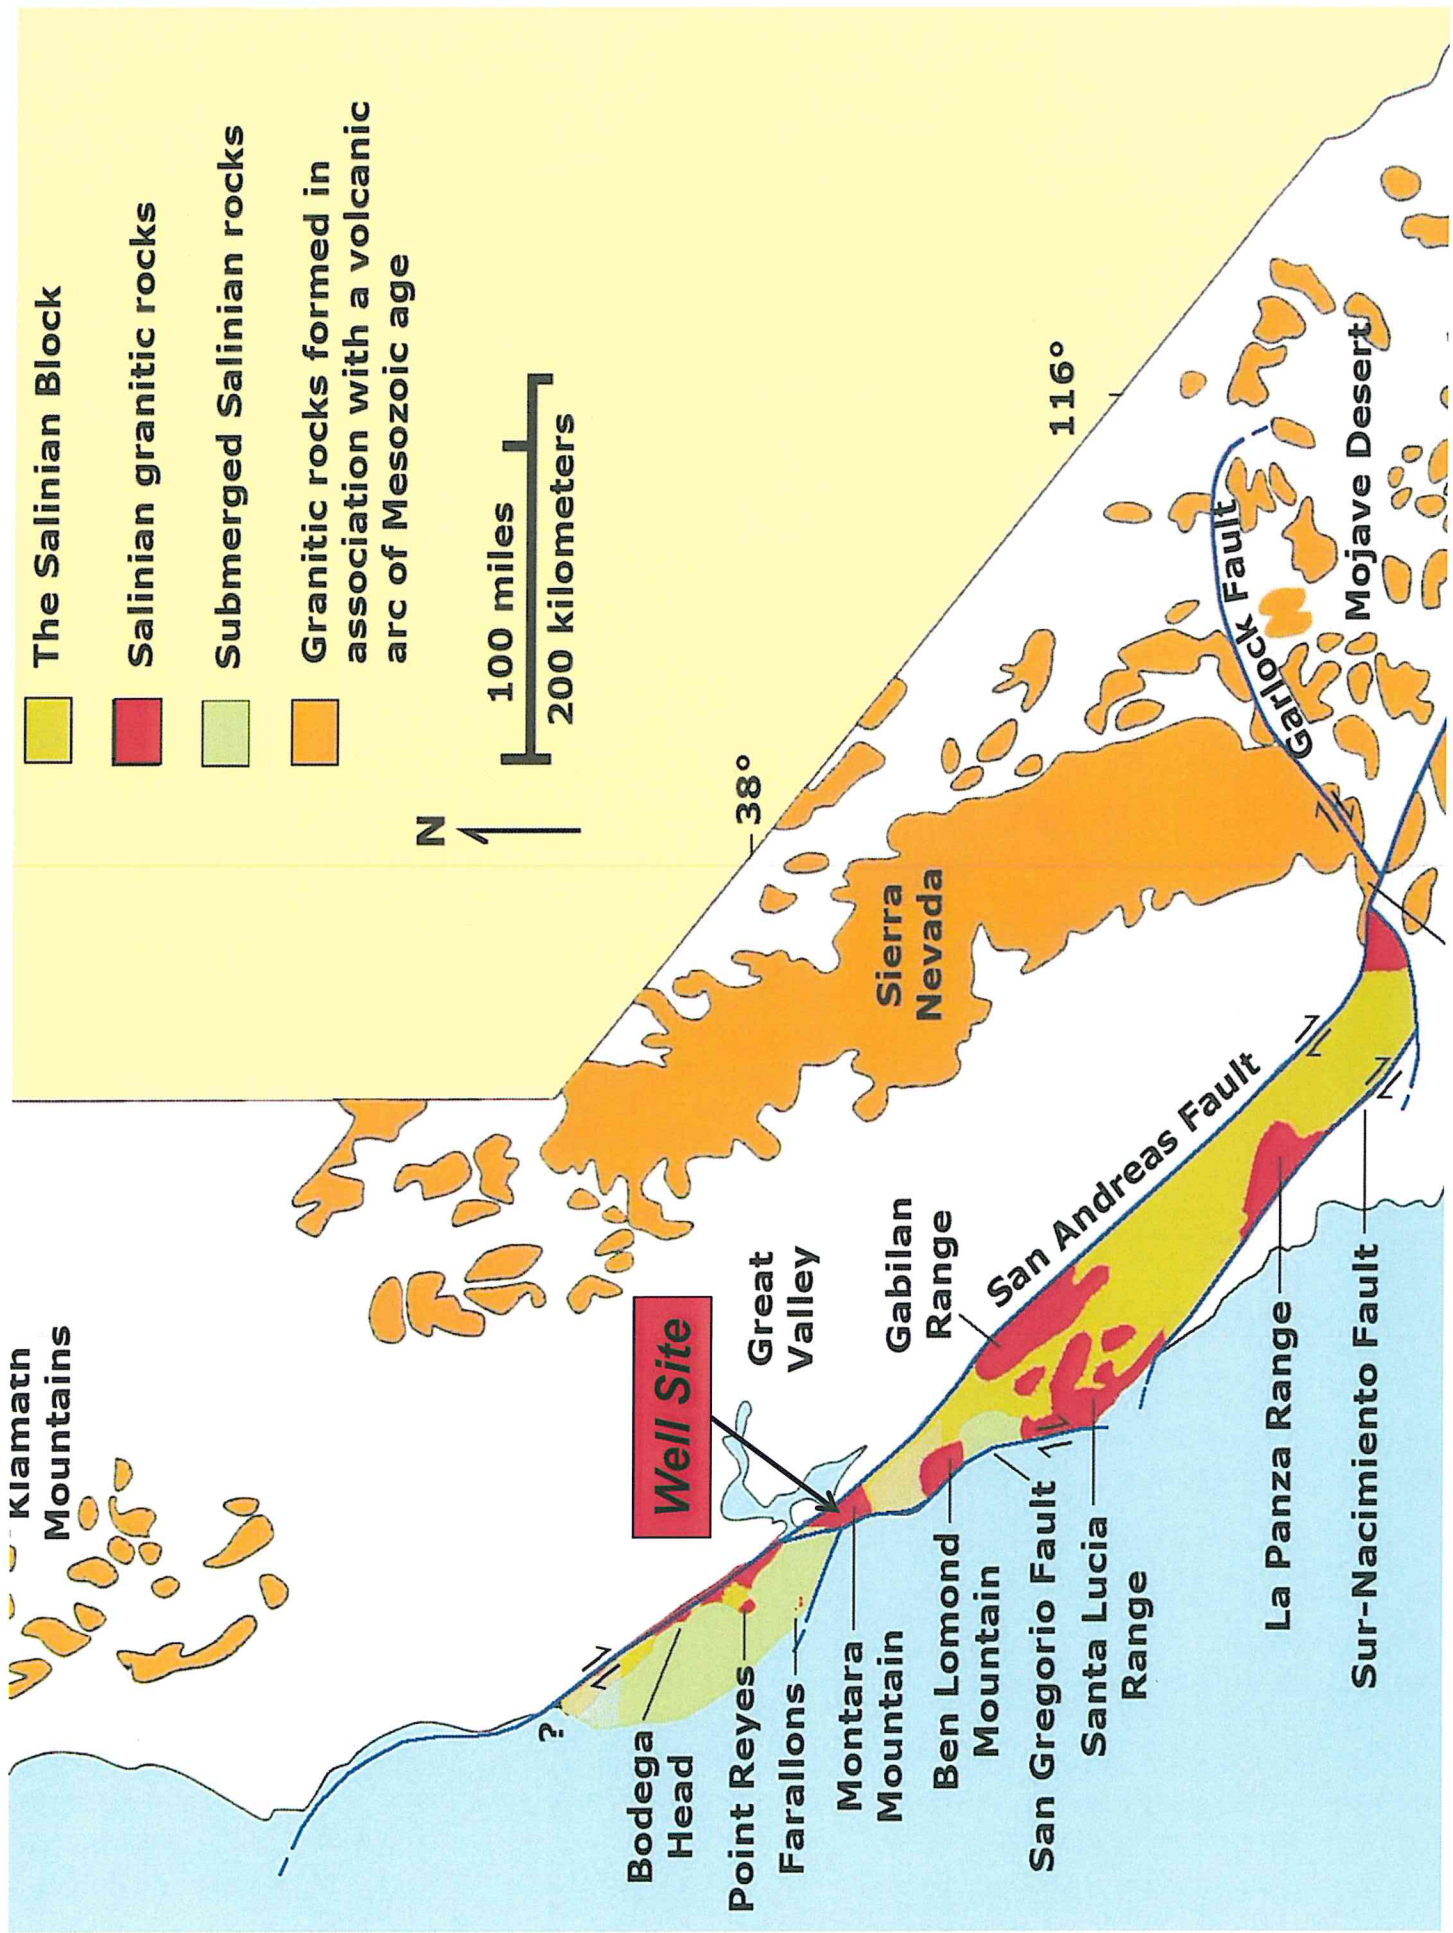 The Salinian Block
Salinian granitic rocks
Submerged Salinian rocks
Granitic rocks formed in
association with a volcanic
arc of Mesozoic age
N
100 miles
200 kilometers
38°
116°
Klamath
Mountains
Well Site
Great
Valley
Sierra
Nevada
Gabilan
Range
San Andreas Fault
Garlock Fault
Mojave Desert
?
Bodega
Head
Point Reyes
Farallons
Montara
Mountain
Ben Lomond
Mountain
San Gregorio Fault
Santa Lucia
Range
La Panza Range
Sur-Nacimiento Fault